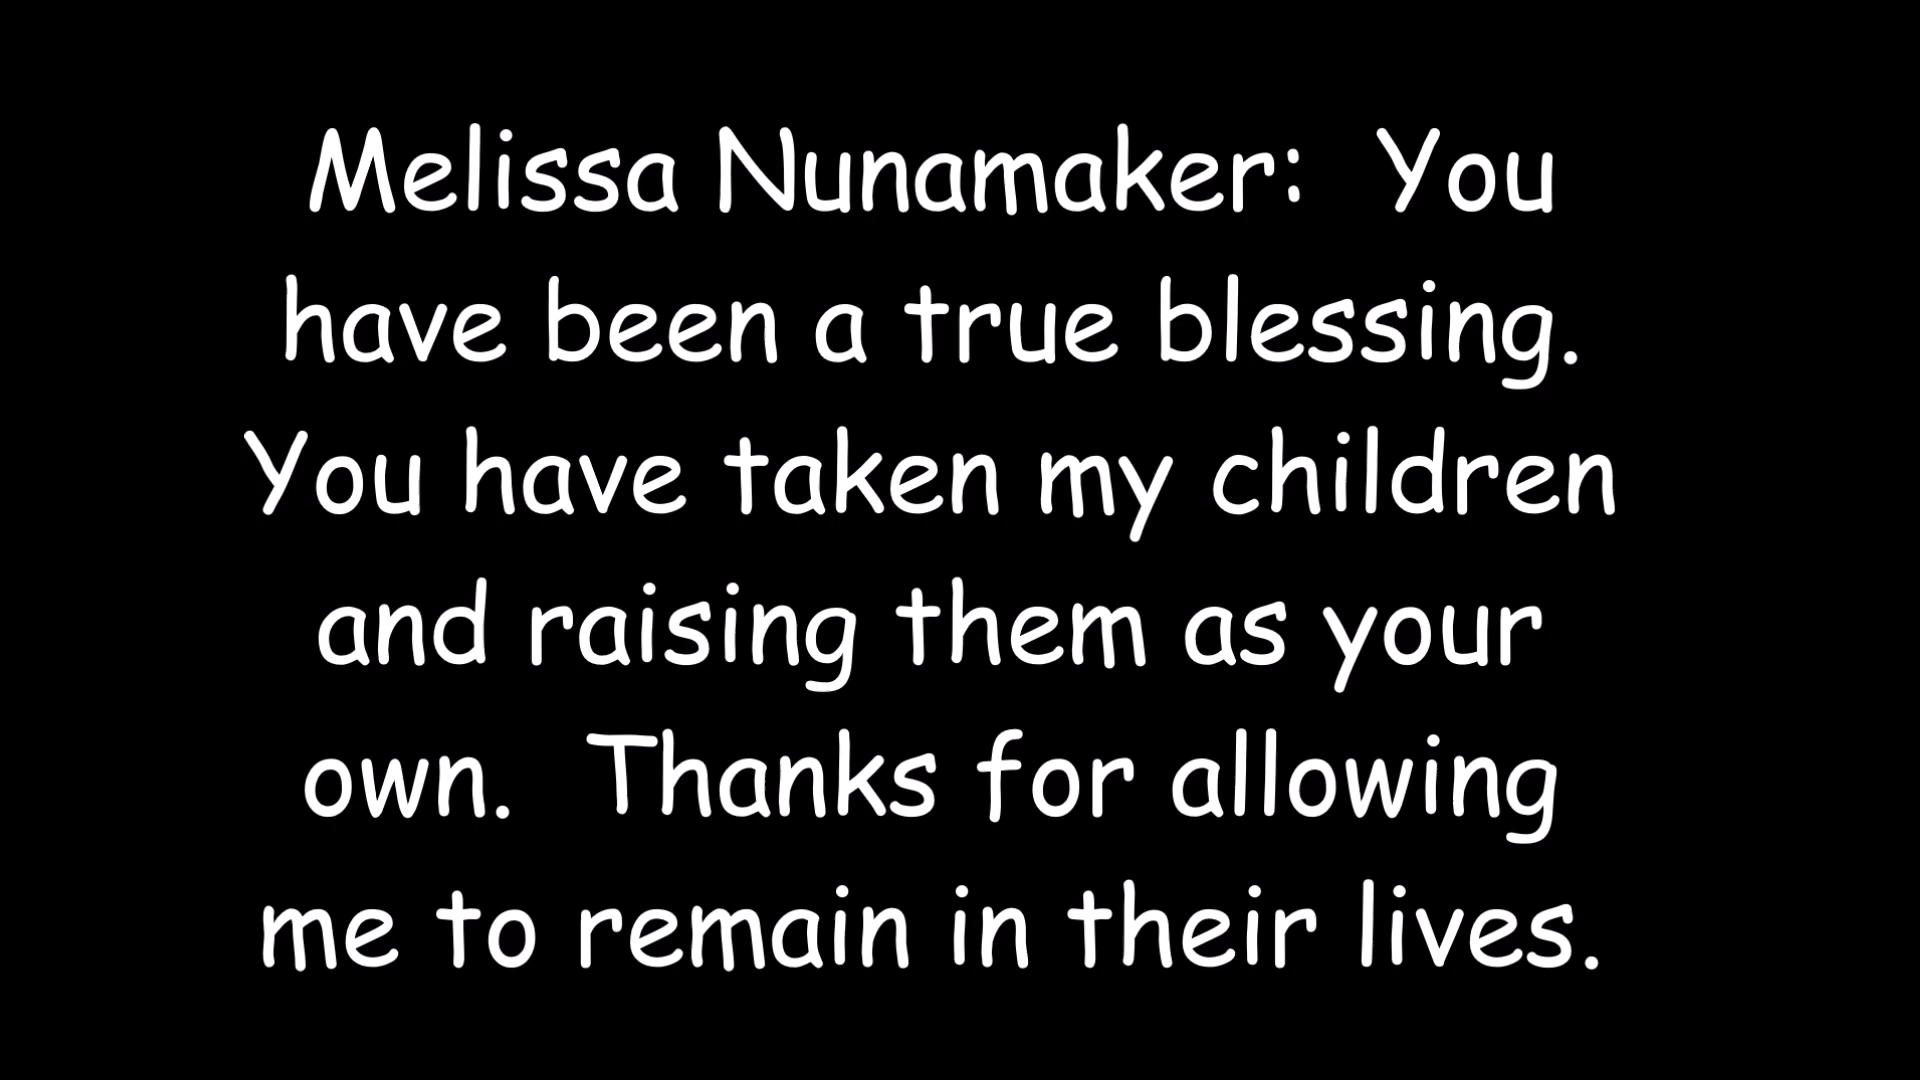 Melissa Nunamaker:  You
have been a true blessing.
You have taken my children
and raising them as your
own.  Thanks for allowing
me to remain in their lives.